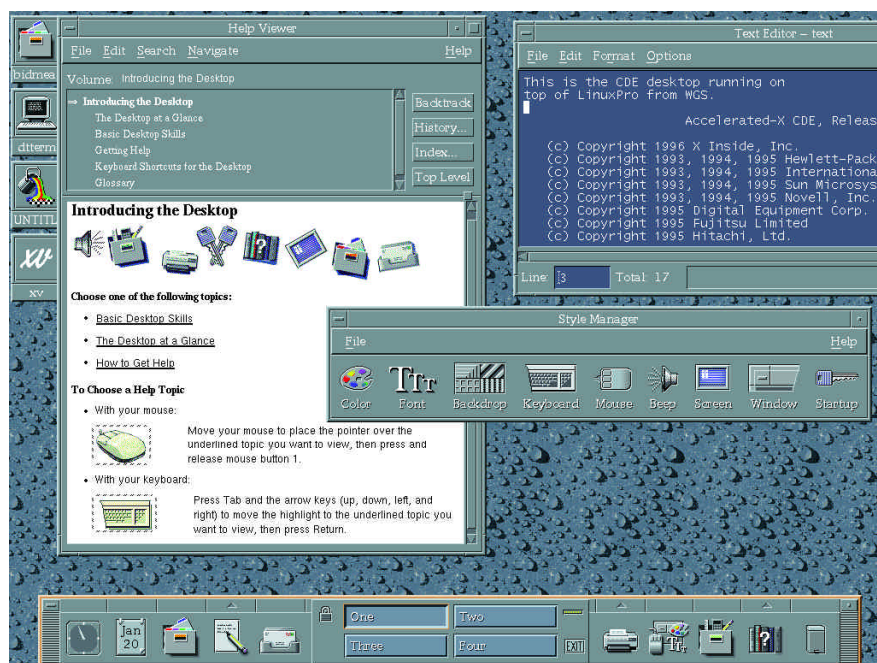 bidmea
dtterm
UNTITL
xv
xv
Help Viewer
File Edit Search Navigate Help
Volume: Introducing the Desktop
Introducing the Desktop
The Desktop at a Glance
Basic Desktop Skills
Getting Help
Keyboard Shortcuts for the Desktop
Glossary
Backtrack
History...
Index...
Top Level
Introducing the Desktop
Choose one of the following topics:
• Basic Desktop Skills
• The Desktop at a Glance
• How to Get Help
To Choose a Help Topic
• With your mouse:
Move your mouse to place the pointer over the
underlined topic you want to view, then press and
release mouse button 1.
• With your keyboard:
Press Tab and the arrow keys (up, down, left, and
right) to move the highlight to the underlined topic you
want to view, then press Return.
Text Editor – text
File Edit Format Options
This is the CDE desktop running on
top of LinuxPro from WGS.
Accelerated-X CDE, Releas
(c) Copyright 1996 X Inside, Inc.
(c) Copyright 1993, 1994, 1995 Hewlett-Pack
(c) Copyright 1993, 1994, 1995 Internationa
(c) Copyright 1993, 1994, 1995 Sun Microsys
(c) Copyright 1993, 1994, 1995 Novell, Inc.
(c) Copyright 1995 Digital Equipment Corp.
(c) Copyright 1995 Fujitsu Limited
(c) Copyright 1995 Hitachi, Ltd.
Line: 3 Total: 17
Style Manager
File Help
Color Font Backdrop Keyboard Mouse Beep Screen Window Startup
Jan
20
One Two
Three Four
EXIT